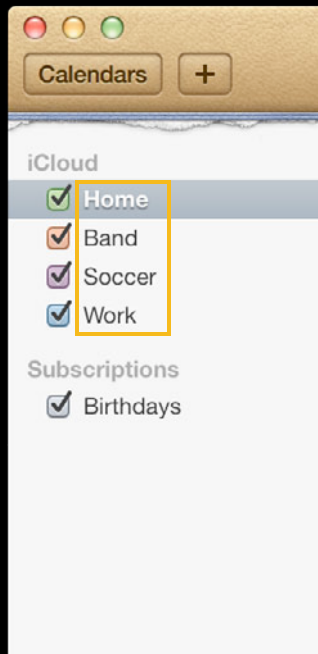 Calendars +
iCloud
Home
Band
Soccer
Work
Subscriptions
Birthdays